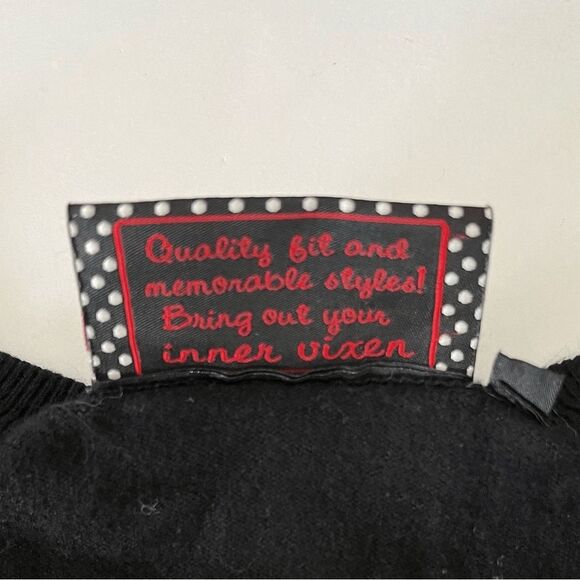 Quality fit and
memorable styles!
Bring out your
inner vixen